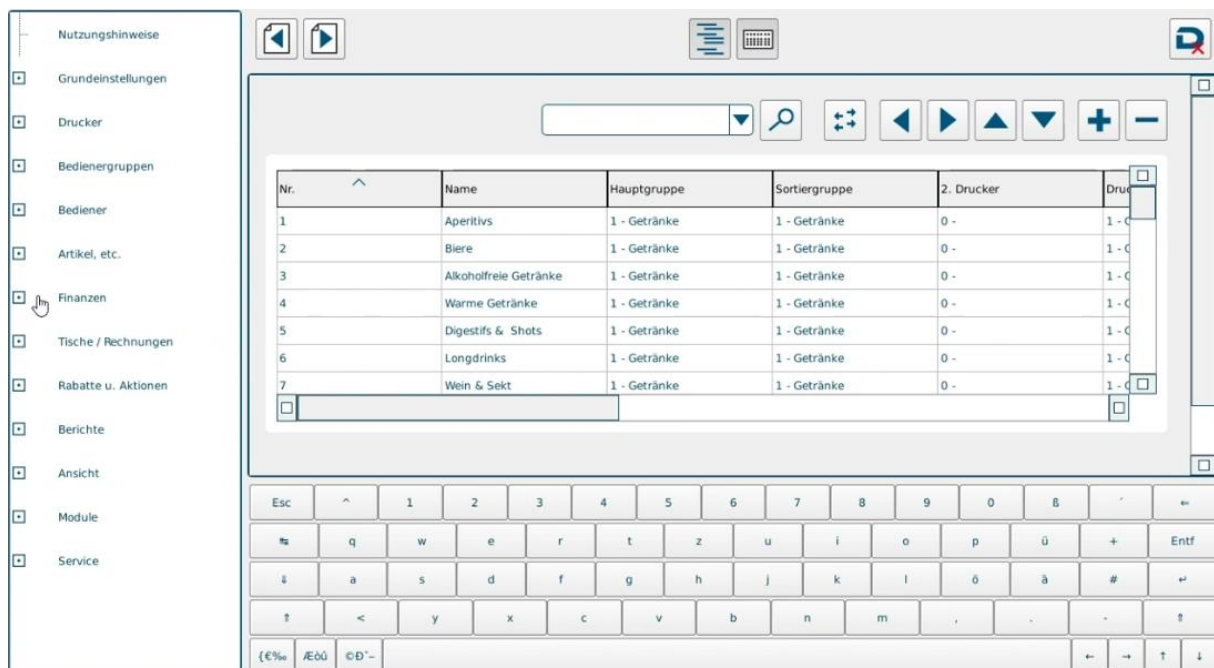 Nutzungshinweise
Grundeinstellungen
Drucker
Bedienergruppen
Bediener
Artikel, etc.
Finanzen
Tische / Rechnungen
Rabatte u. Aktionen
Berichte
Ansicht
Module
Service
Nr. Name Hauptgruppe Sortiergruppe 2. Drucker
1 Aperitivs 1 - Getränke 1 - Getränke 0 -
2 Biere 1 - Getränke 1 - Getränke 0 -
3 Alkoholfreie Getränke 1 - Getränke 1 - Getränke 0 -
4 Warme Getränke 1 - Getränke 1 - Getränke 0 -
5 Digestifs & Shots 1 - Getränke 1 - Getränke 0 -
6 Longdrinks 1 - Getränke 1 - Getränke 0 -
7 Wein & Sekt 1 - Getränke 1 - Getränke 0 -
Esc ^ 1 2 3 4 5 6 7 8 9 0 ß ´ ⇐
↹ q w e r t z u i o p ü + Entf
⇓ a s d f g h j k l ö ä # ↵
⇑ < y x c v b n m , . - ⇑
{€‰ Æòû ©Đ¯~ ← → ↑ ↓